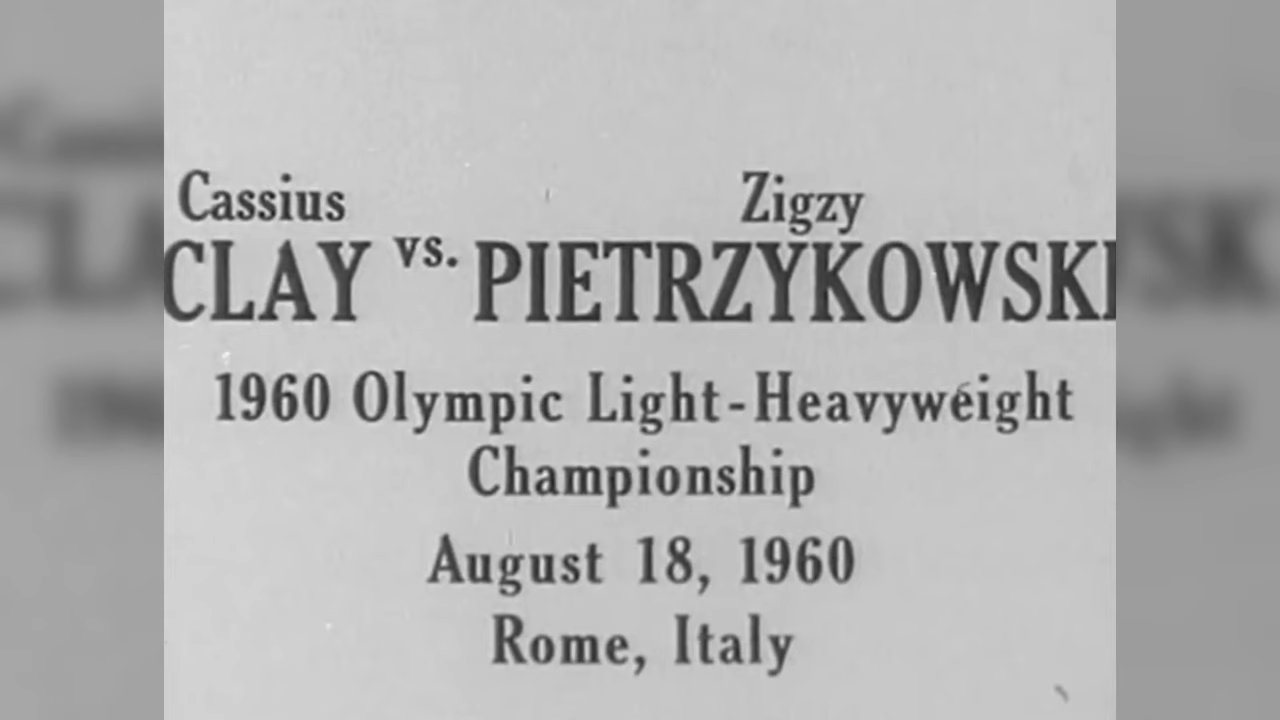 Cassius Zigzy
CLAY vs. PIETRZYKOWSKI
1960 Olympic Light-Heavyweight
Championship
August 18, 1960
Rome, Italy